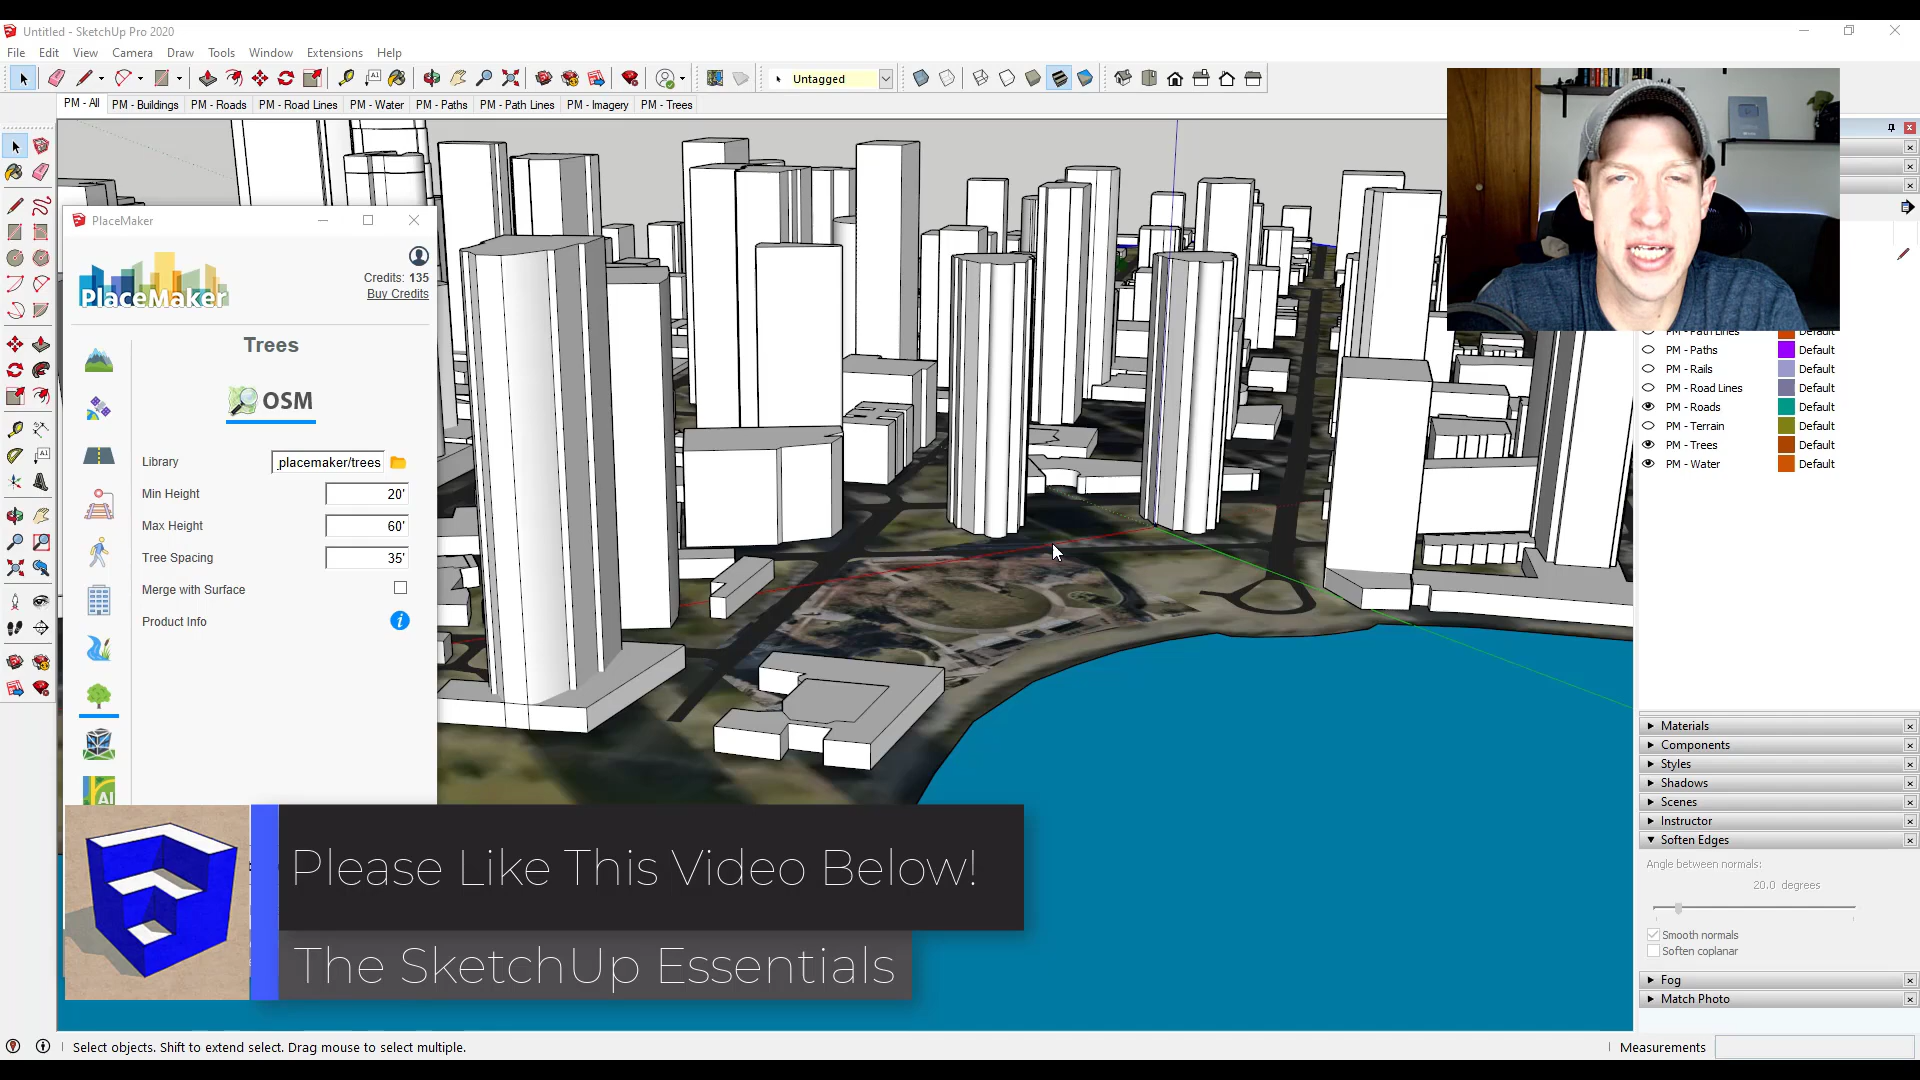 Untitled - SketchUp Pro 2020
File Edit View Camera Draw Tools Window Extensions Help
Untagged
PM - All PM - Buildings PM - Roads PM - Road Lines PM - Water PM - Paths PM - Path Lines PM - Imagery PM - Trees
PlaceMaker
PlaceMaker
Credits: 135
Buy Credits
Trees
OSM
Library .placemaker/trees
Min Height 20'
Max Height 60'
Tree Spacing 35'
Merge with Surface
Product Info
AI
PM - Path Lines Default
PM - Paths Default
PM - Rails Default
PM - Road Lines Default
PM - Roads Default
PM - Terrain Default
PM - Trees Default
PM - Water Default
Materials
Components
Styles
Shadows
Scenes
Instructor
Soften Edges
Angle between normals:
20.0 degrees
Smooth normals
Soften coplanar
Fog
Match Photo
Please Like This Video Below!
The SketchUp Essentials
Select objects. Shift to extend select. Drag mouse to select multiple.
Measurements